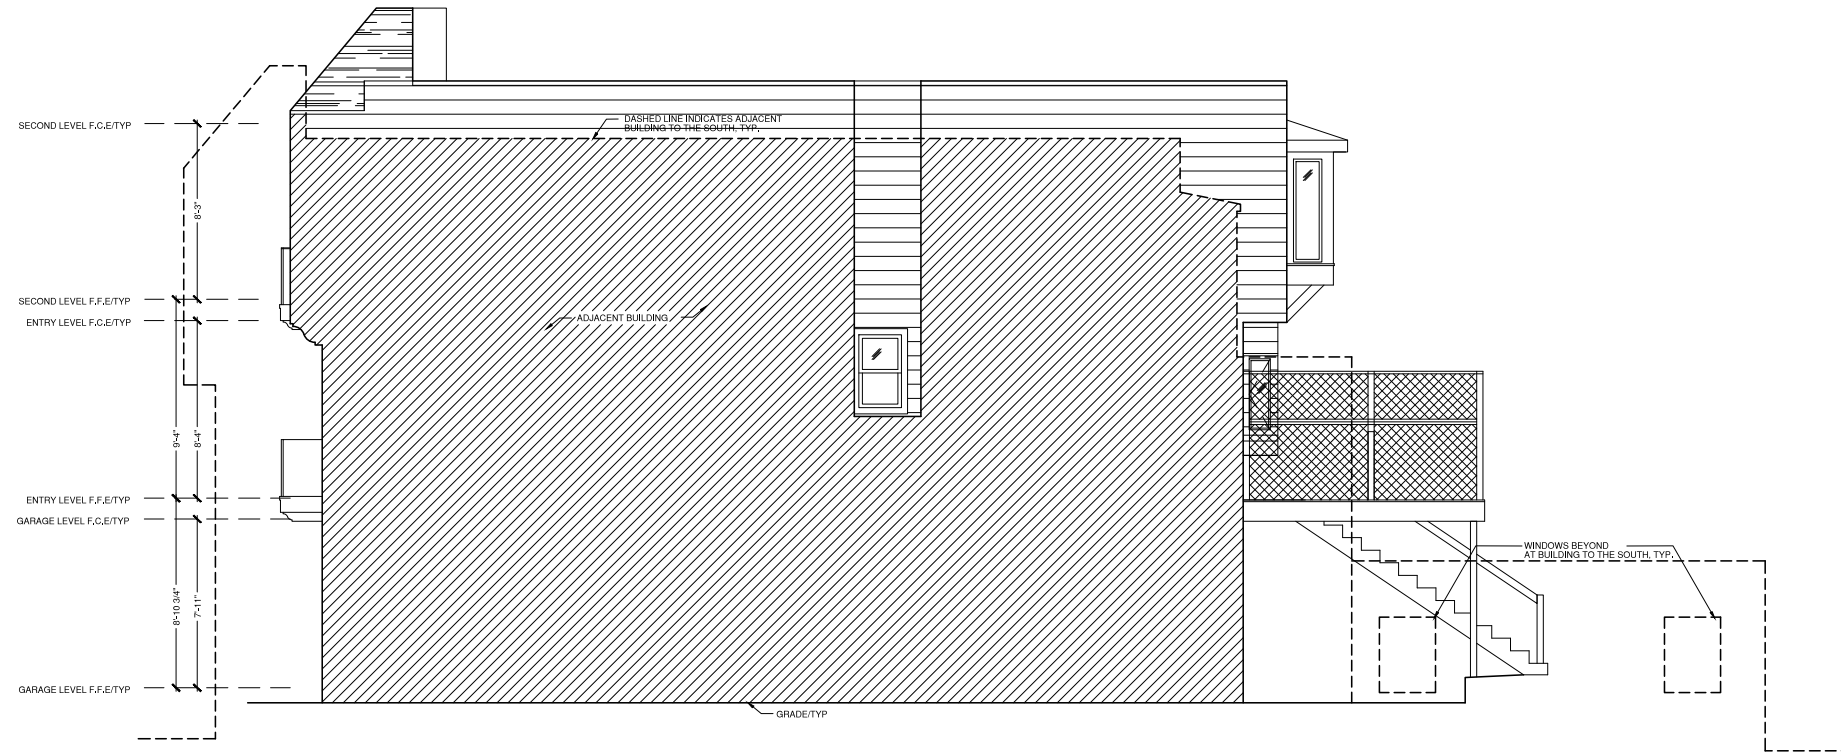 DASHED LINE INDICATES ADJACENT
BUILDING TO THE SOUTH, TYP.
SECOND LEVEL F.C.E/TYP
8'-3"
SECOND LEVEL F.F.E/TYP
ENTRY LEVEL F.C.E/TYP
ADJACENT BUILDING
9'-4"
8'-4"
ENTRY LEVEL F.F.E/TYP
GARAGE LEVEL F.C.E/TYP
WINDOWS BEYOND
AT BUILDING TO THE SOUTH, TYP.
8'-10 3/4"
7'-11"
GARAGE LEVEL F.F.E/TYP
GRADE/TYP